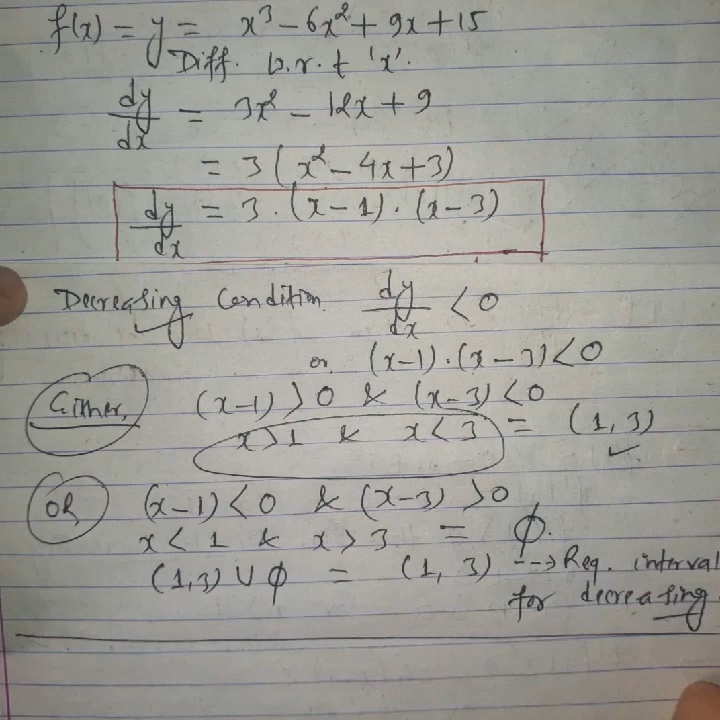 f(x) = y = x³ - 6x² + 9x + 15
Diff. w.r.t 'x'.
dy/dx = 3x² - 12x + 9
= 3(x² - 4x + 3)
dy/dx = 3 · (x-1) · (x-3)
Decreasing Condition dy/dx < 0
or (x-1) · (x-3) < 0
Either, (x-1) > 0 & (x-3) < 0
x > 1 & x < 3 = (1, 3)
OR, (x-1) < 0 & (x-3) > 0
x < 1 & x > 3 = ϕ.
(1,3) ∪ ϕ = (1, 3) --> Req. interval
for decreasing